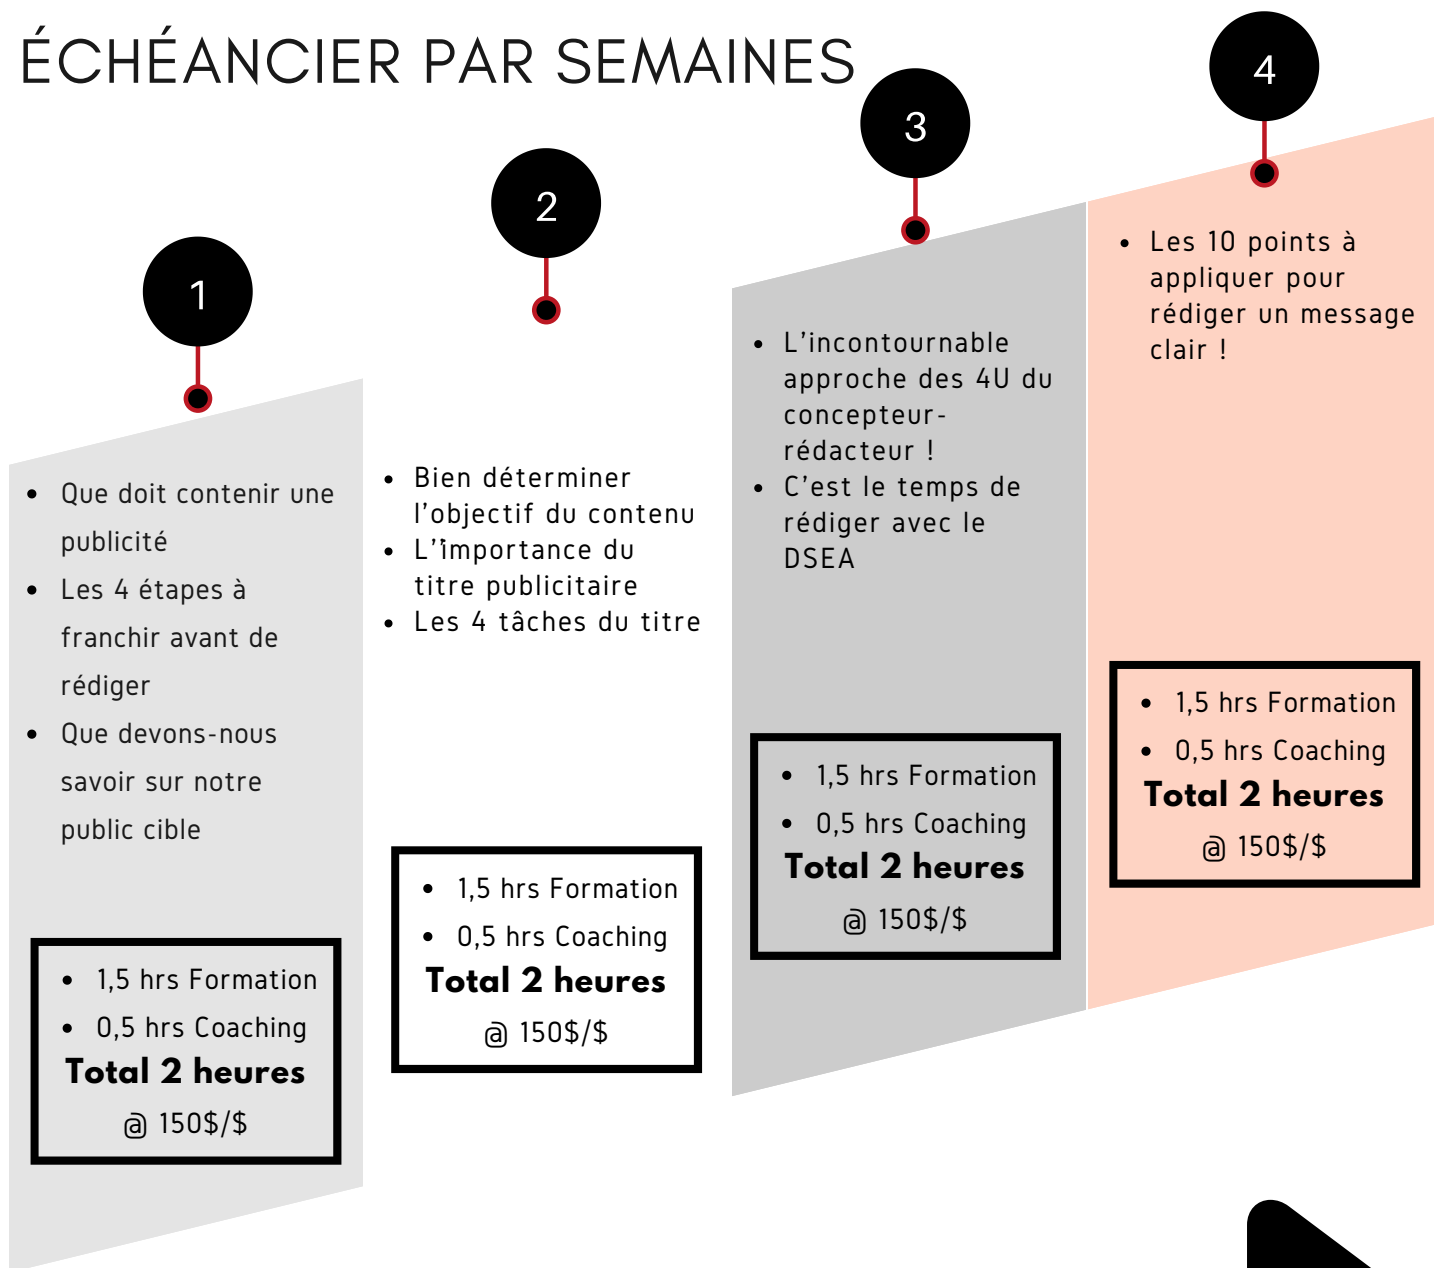 ÉCHÉANCIER PAR SEMAINES
1
• Que doit contenir une
publicité
• Les 4 étapes à
franchir avant de
rédiger
• Que devons-nous
savoir sur notre
public cible
• 1,5 hrs Formation
• 0,5 hrs Coaching
Total 2 heures
@ 150$/$
2
• Bien déterminer
l'objectif du contenu
• L'importance du
titre publicitaire
• Les 4 tâches du titre
• 1,5 hrs Formation
• 0,5 hrs Coaching
Total 2 heures
@ 150$/$
3
• L'incontournable
approche des 4U du
concepteur-
rédacteur !
• C'est le temps de
rédiger avec le
DSEA
• 1,5 hrs Formation
• 0,5 hrs Coaching
Total 2 heures
@ 150$/$
4
• Les 10 points à
appliquer pour
rédiger un message
clair !
• 1,5 hrs Formation
• 0,5 hrs Coaching
Total 2 heures
@ 150$/$